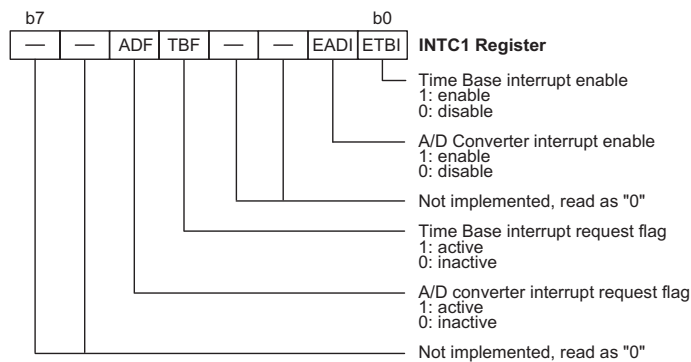 b7 b0
— — ADF TBF — — EADI ETBI INTC1 Register
Time Base interrupt enable
1: enable
0: disable
A/D Converter interrupt enable
1: enable
0: disable
Not implemented, read as "0"
Time Base interrupt request flag
1: active
0: inactive
A/D converter interrupt request flag
1: active
0: inactive
Not implemented, read as "0"